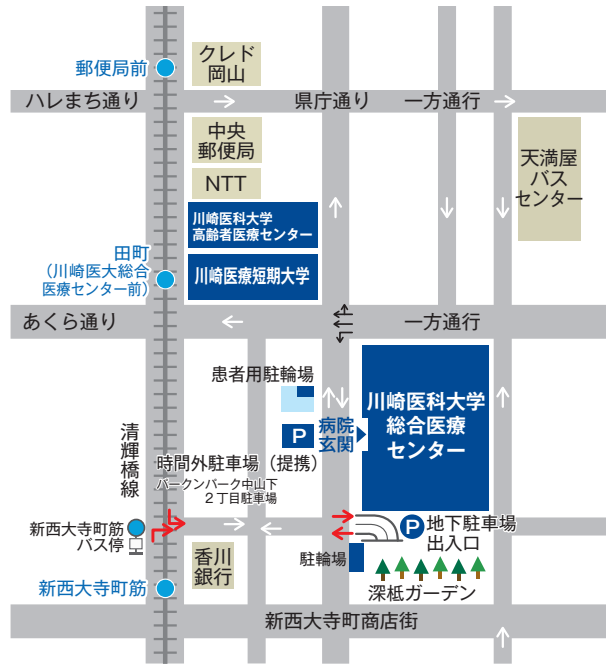 クレド
岡山
郵便局前
ハレまち通り
県庁通り
一方通行
中央
郵便局
天満屋
バス
センター
NTT
川崎医科大学
高齢者医療センター
田町
（川崎医大総合
医療センター前）
川崎医療短期大学
あくら通り
一方通行
患者用駐輪場
川崎医科大学
総合医療
センター
P
病院
玄関
清輝橋線
時間外駐車場（提携）
パークンパーク中山下
２丁目駐車場
新西大寺町筋
バス停
P
地下駐車場
出入口
香川
銀行
駐輪場
新西大寺町筋
深柢ガーデン
新西大寺町商店街